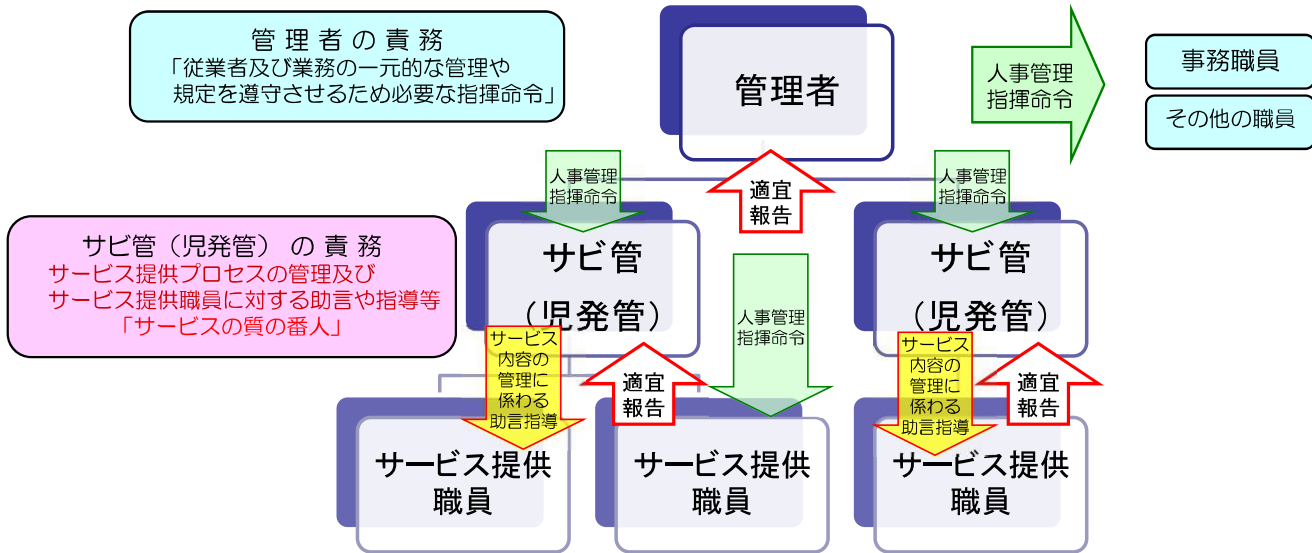 管理者の責務
「従業者及び業務の一元的な管理や
規定を遵守させるため必要な指揮命令」
管理者
人事管理
指揮命令
事務職員
その他の職員
人事管理
指揮命令
適宜
報告
人事管理
指揮命令
サビ管（児発管）の責務
サービス提供プロセスの管理及び
サービス提供職員に対する助言や指導等
「サービスの質の番人」
サビ管
（児発管）
人事管理
指揮命令
サビ管
（児発管）
サービス
内容の
管理に
係わる
助言指導
適宜
報告
サービス
内容の
管理に
係わる
助言指導
適宜
報告
サービス提供
職員
サービス提供
職員
サービス提供
職員